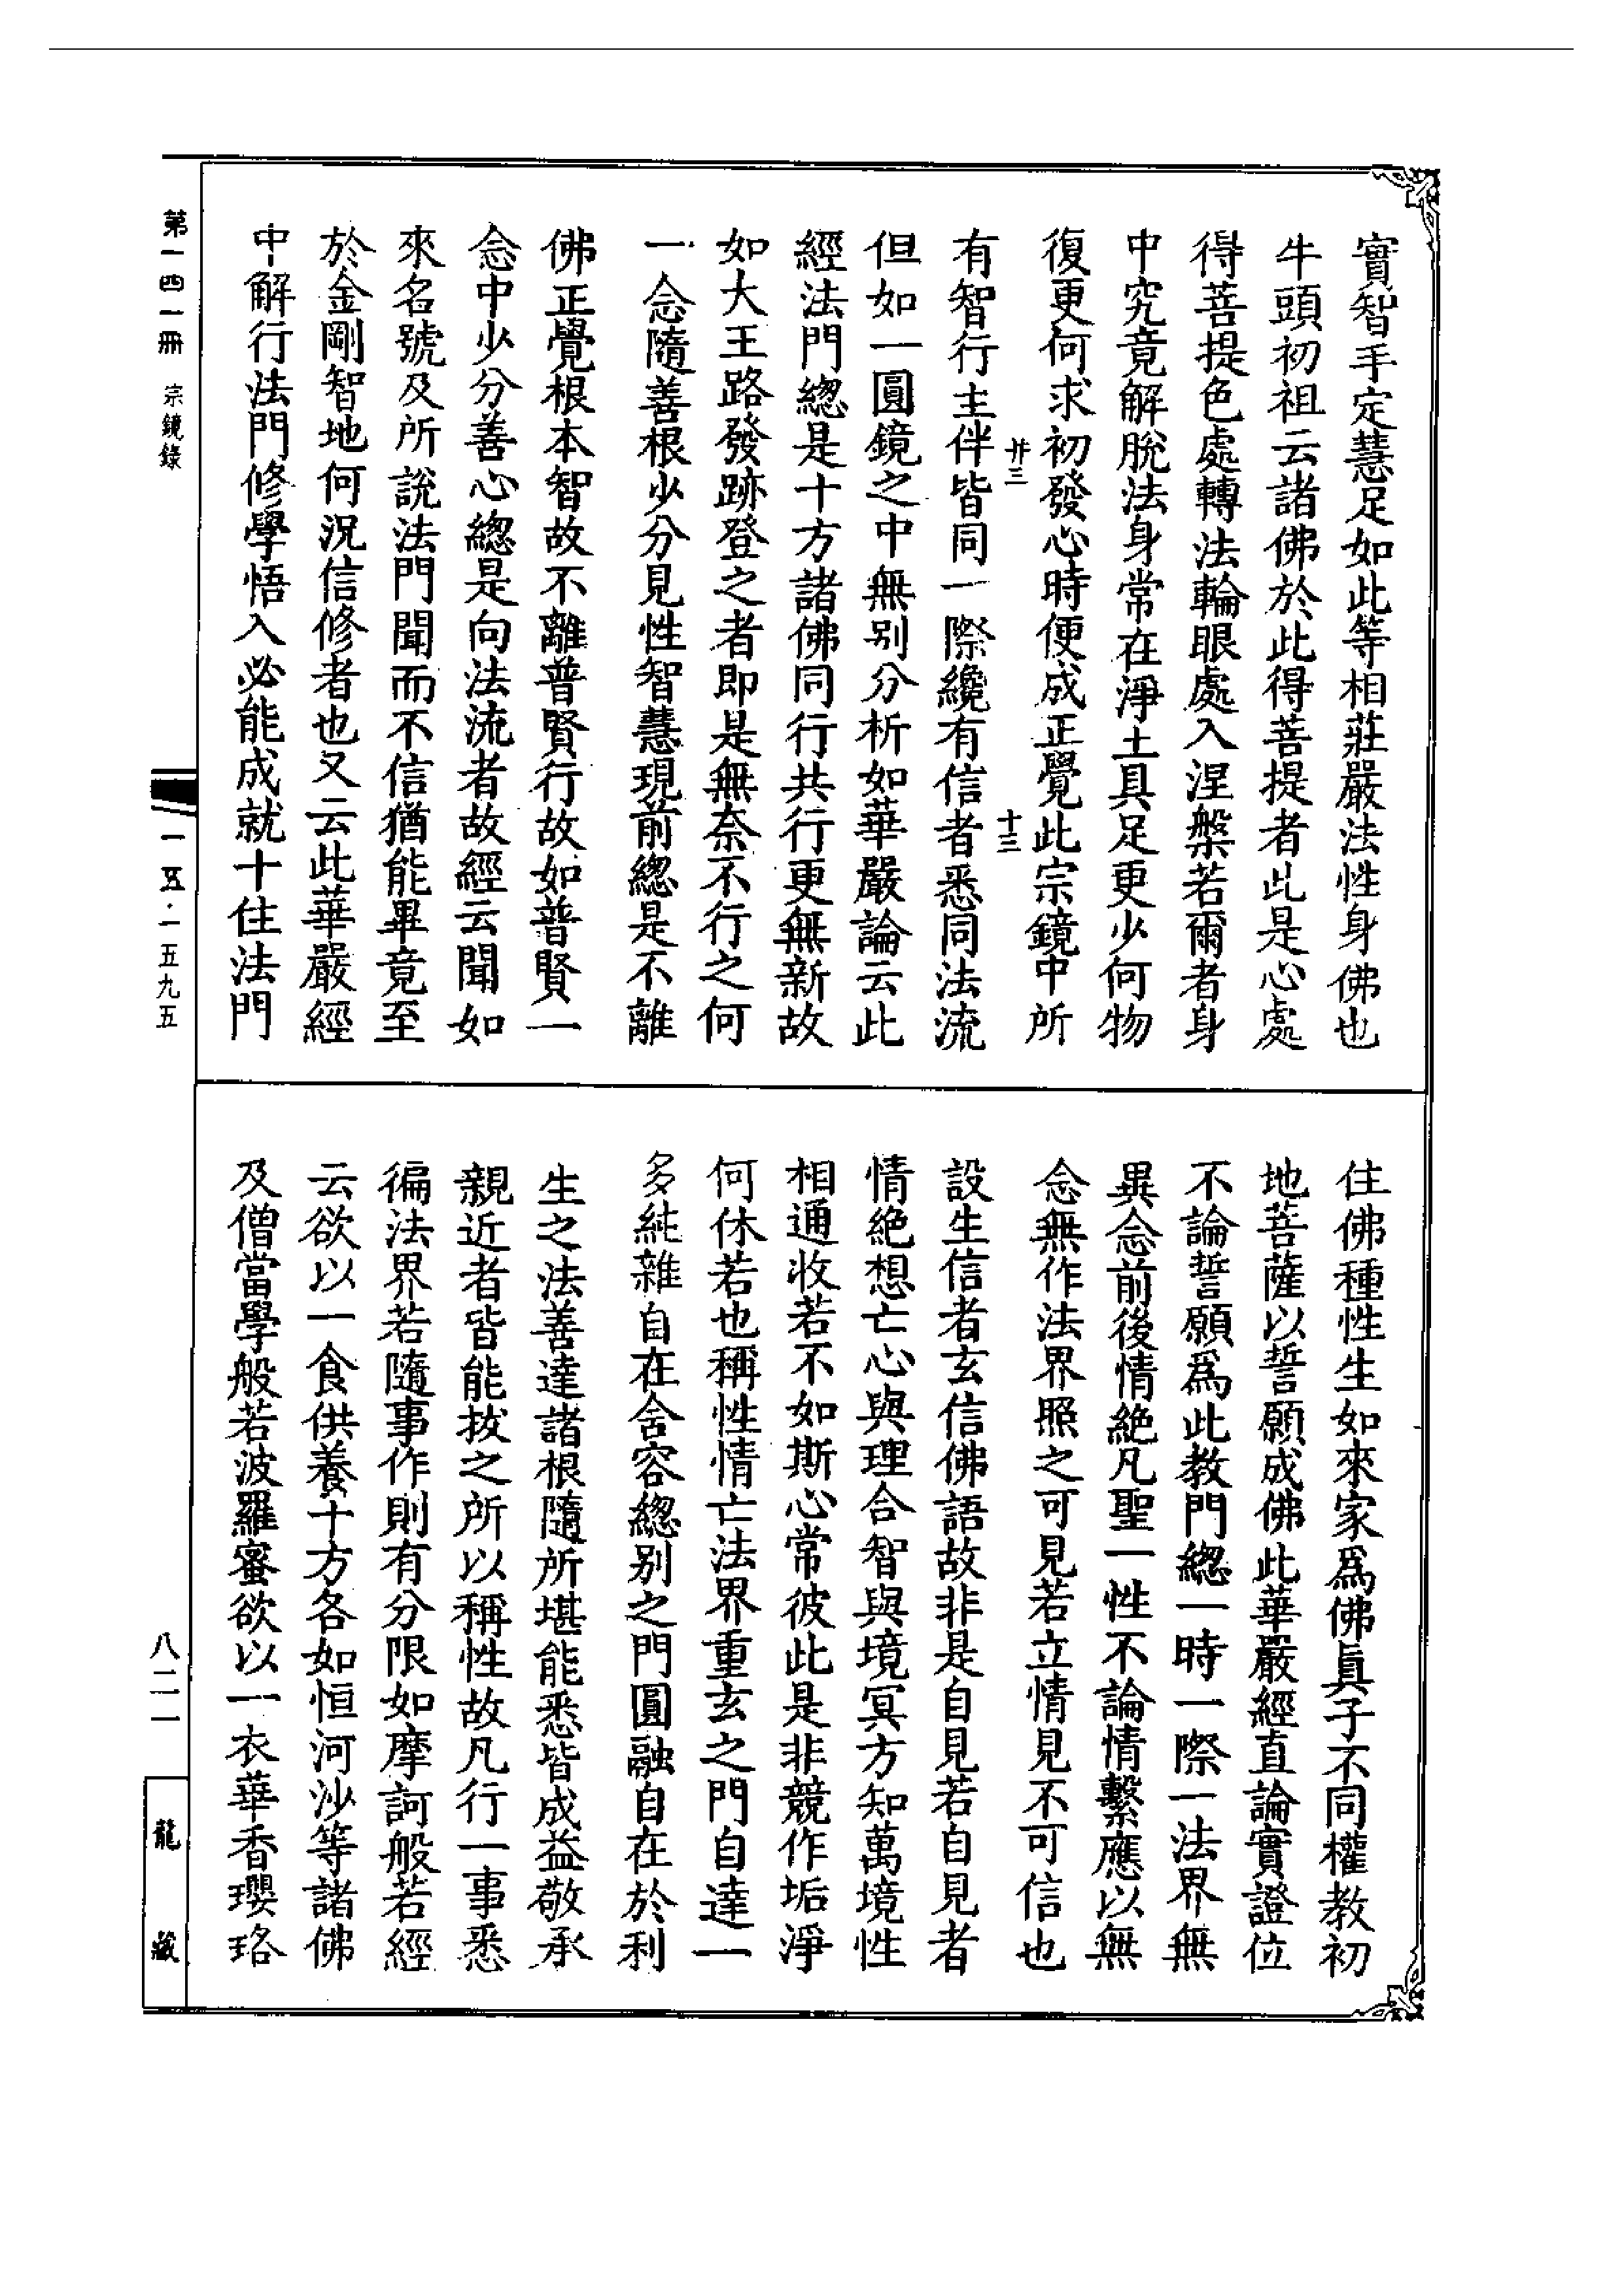 實智手定慧足如此等相莊嚴法性身佛也
牛頭初祖云諸佛於此得菩提者此是心處
得菩提色處轉法輪眼處入涅槃若爾者身
中究竟解脫法身常在淨土具足更少何物
復更何求初發心時便成正覺此宗鏡中所
廾三
十三
有智行主伴皆同一際纔有信者悉同法流
但如一圓鏡之中無別分析如華嚴論云此
經法門總是十方諸佛同行共行更無新故
如大王路發跡登之者即是無奈不行之何
一念隨善根少分見性智慧現前總是不離
佛正覺根本智故不離普賢行故如普賢一
念中少分善心總是向法流者故經云聞如
來名號及所說法門聞而不信猶能畢竟至
於金剛智地何況信修者也又云此華嚴經
中解行法門修學悟入必能成就十住法門
住佛種性生如來家為佛真子不同權教初
地菩薩以誓願成佛此華嚴經直論實證位
不論誓願為此教門總一時一際一法界無
異念前後情絕凡聖一性不論情繫應以無
念無作法界照之可見若立情見不可信也
設生信者玄信佛語故非是自見若自見者
情絕想亡心與理合智與境冥方知萬境性
相通收若不如斯心常彼此是非競作垢淨
何休若也稱性情亡法界重玄之門自達一
多純雜自在含容總別之門圓融自在於利
生之法善達諸根隨所堪能悉皆成益敬承
親近者皆能拔之所以稱性故凡行一事悉
徧法界若隨事作則有分限如摩訶般若經
云欲以一食供養十方各如恒河沙等諸佛
及僧當學般若波羅蜜欲以一衣華香瓔珞
第一四一冊 宗鏡錄
一五·一五九五
八二一
龍藏